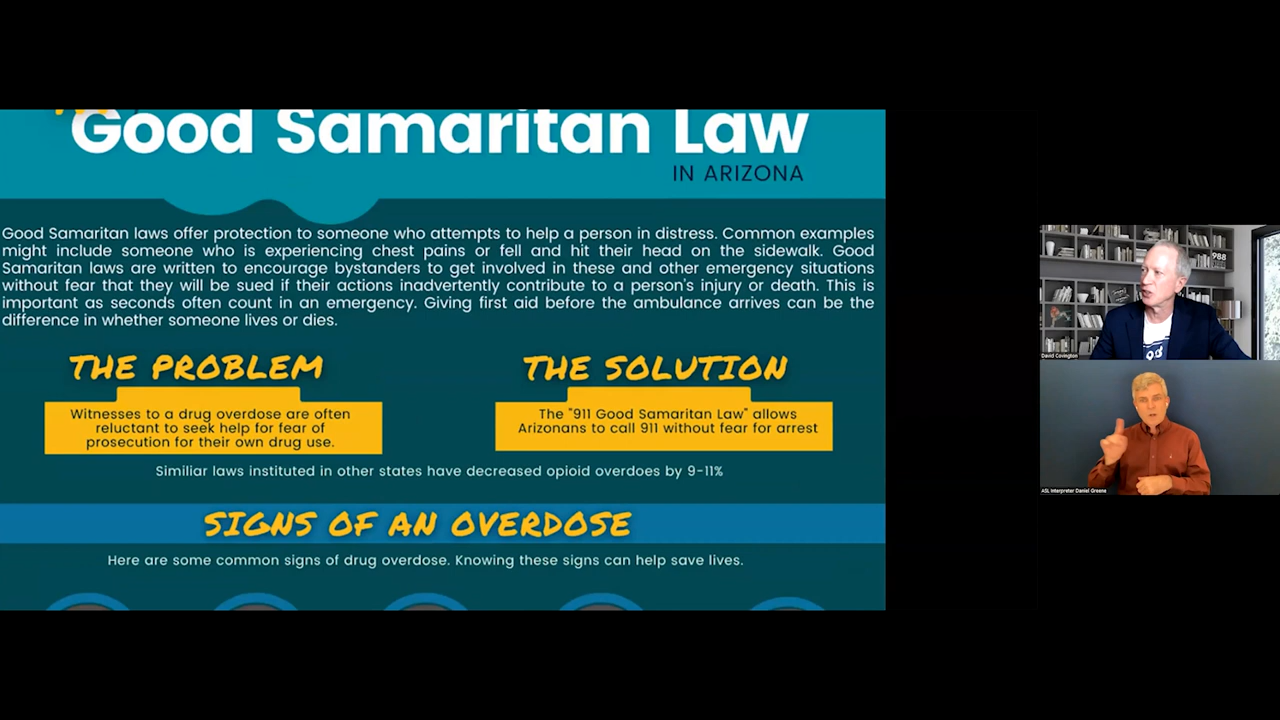 Good Samaritan Law
IN ARIZONA
Good Samaritan laws offer protection to someone who attempts to help a person in distress. Common examples
might include someone who is experiencing chest pains or fell and hit their head on the sidewalk. Good
Samaritan laws are written to encourage bystanders to get involved in these and other emergency situations
without fear that they will be sued if their actions inadvertently contribute to a person's injury or death. This is
important as seconds often count in an emergency. Giving first aid before the ambulance arrives can be the
difference in whether someone lives or dies.
THE PROBLEM
Witnesses to a drug overdose are often
reluctant to seek help for fear of
prosecution for their own drug use.
THE SOLUTION
The "911 Good Samaritan Law" allows
Arizonans to call 911 without fear for arrest
Similiar laws instituted in other states have decreased opioid overdoes by 9-11%
SIGNS OF AN OVERDOSE
Here are some common signs of drug overdose. Knowing these signs can help save lives.
988
David Covington
ASL Interpreter Daniel Greene